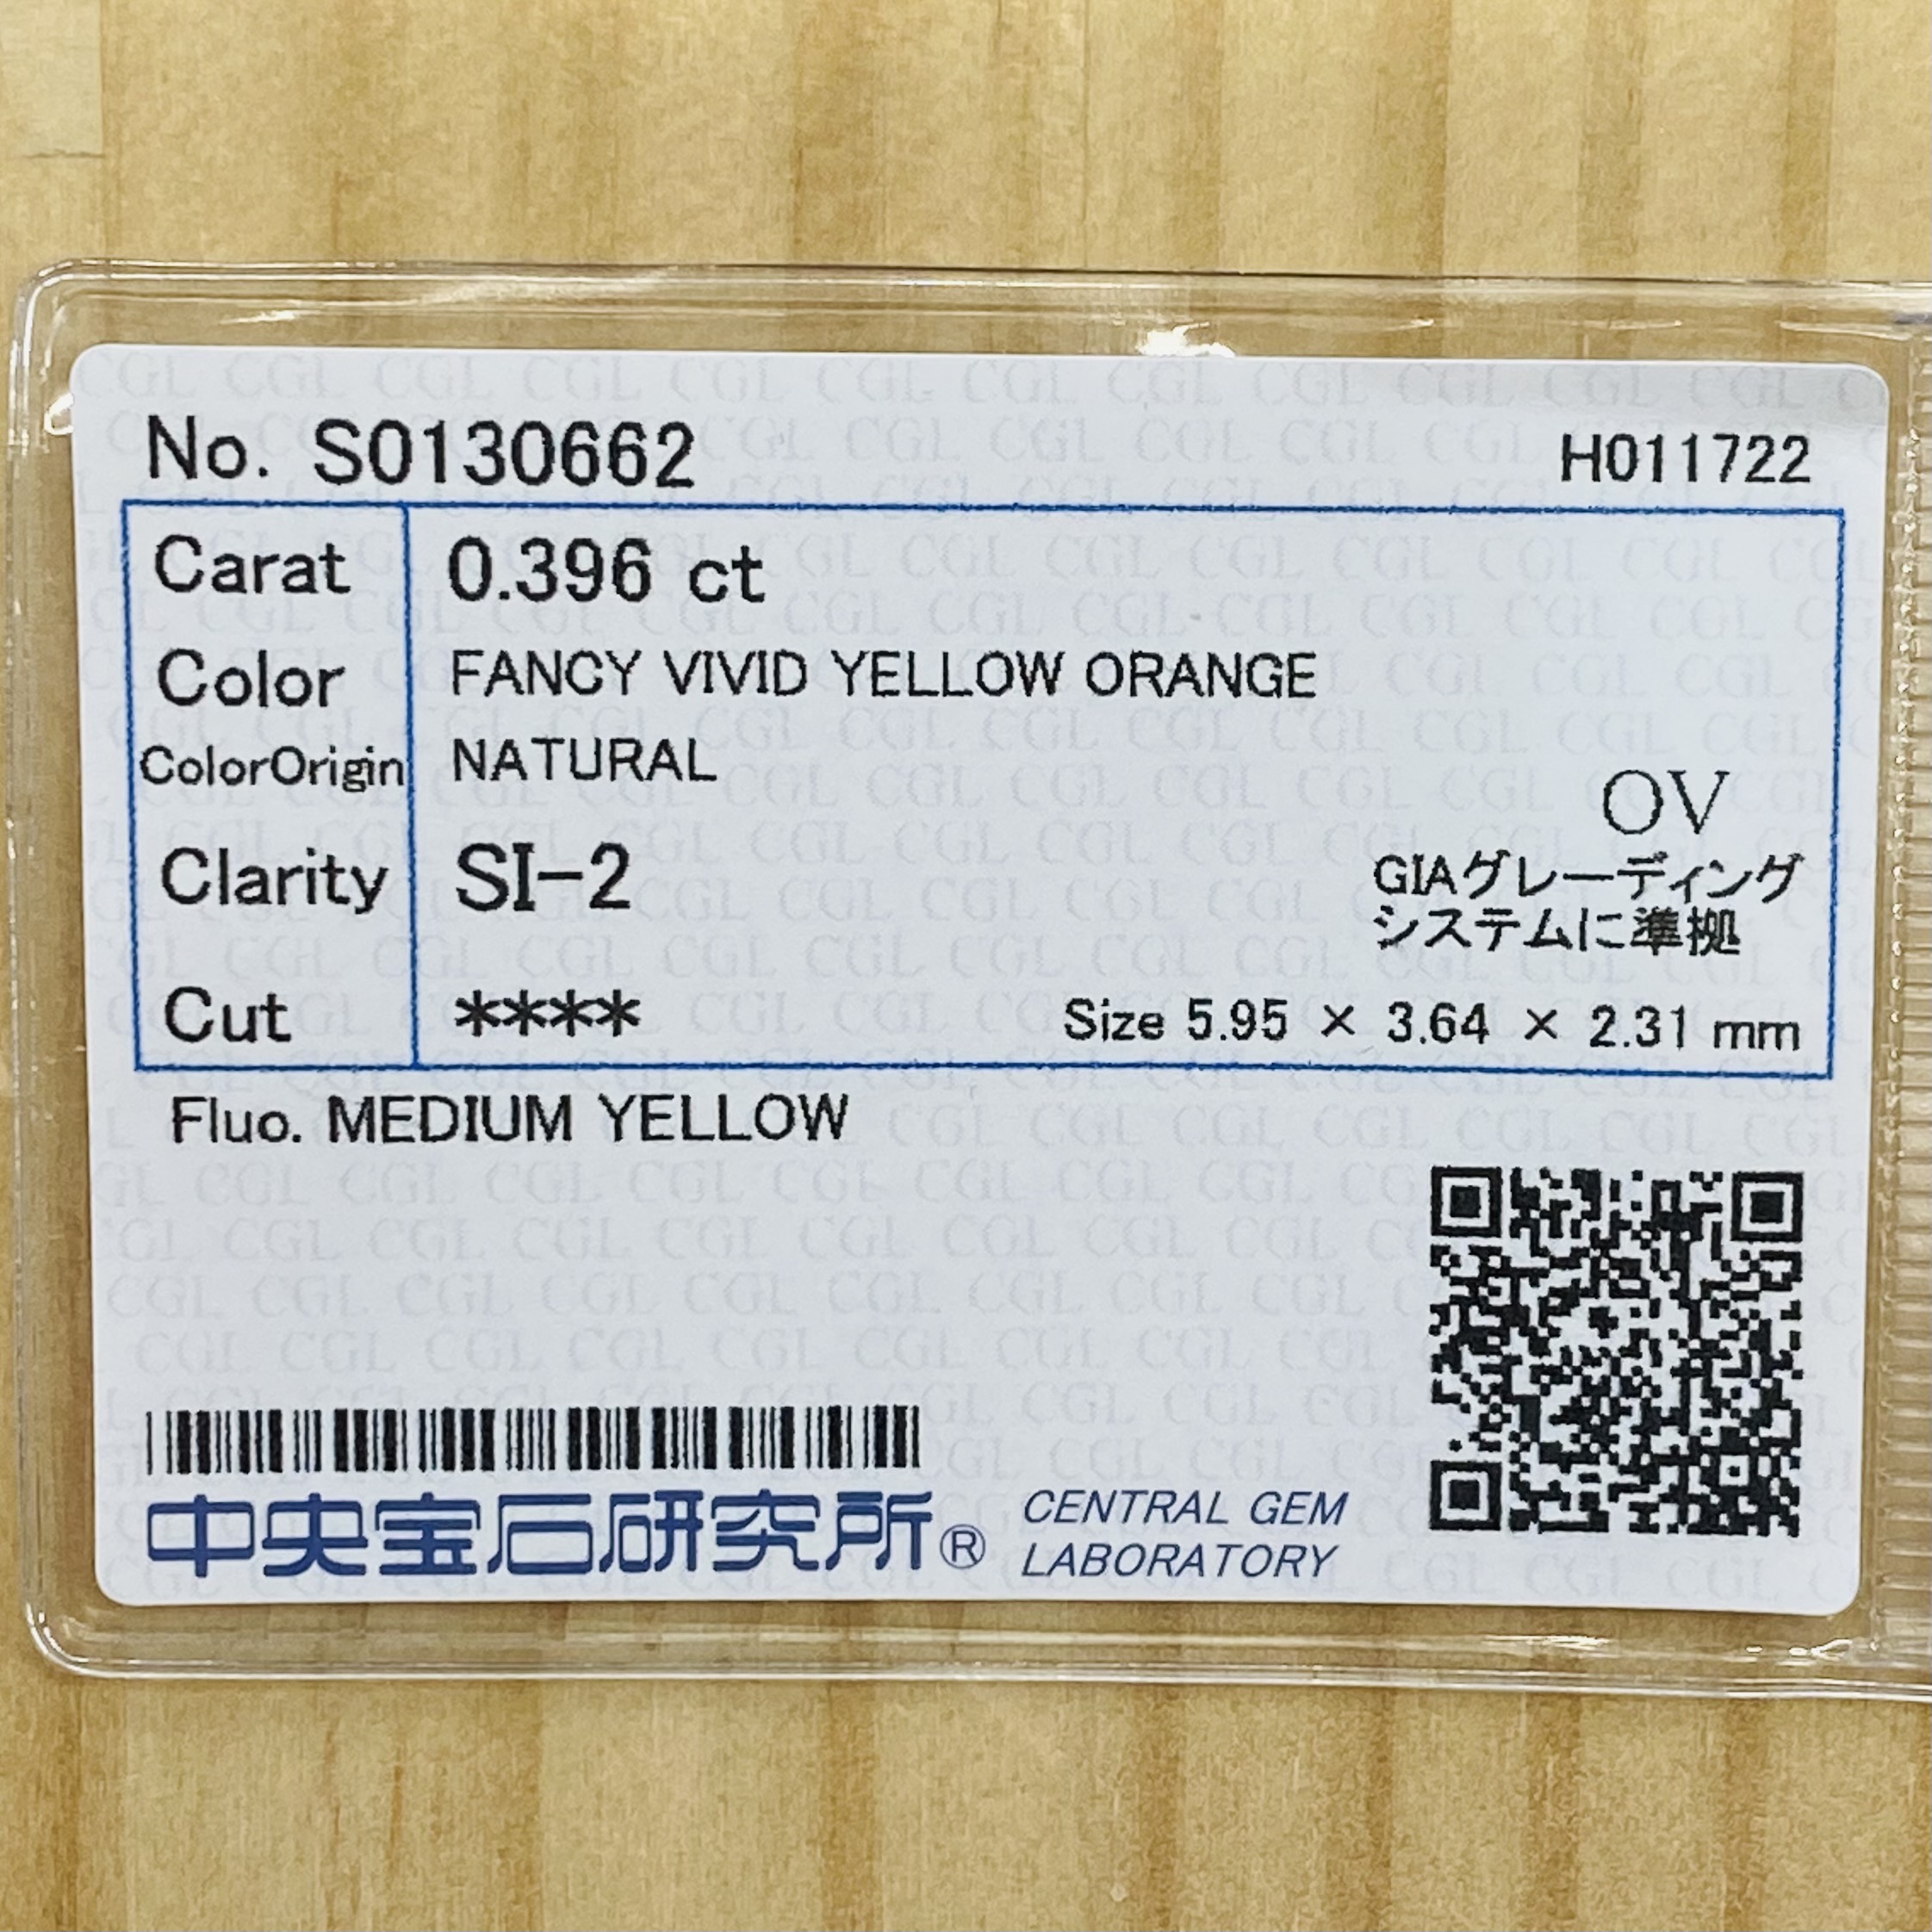 No. S0130662 H011722
Carat 0.396 ct
Color FANCY VIVID YELLOW ORANGE
ColorOrigin NATURAL
OV
Clarity SI-2
GIAグレーディング
システムに準拠
Cut **** Size 5.95 × 3.64 × 2.31 mm
Fluo. MEDIUM YELLOW
中央宝石研究所® CENTRAL GEM
LABORATORY